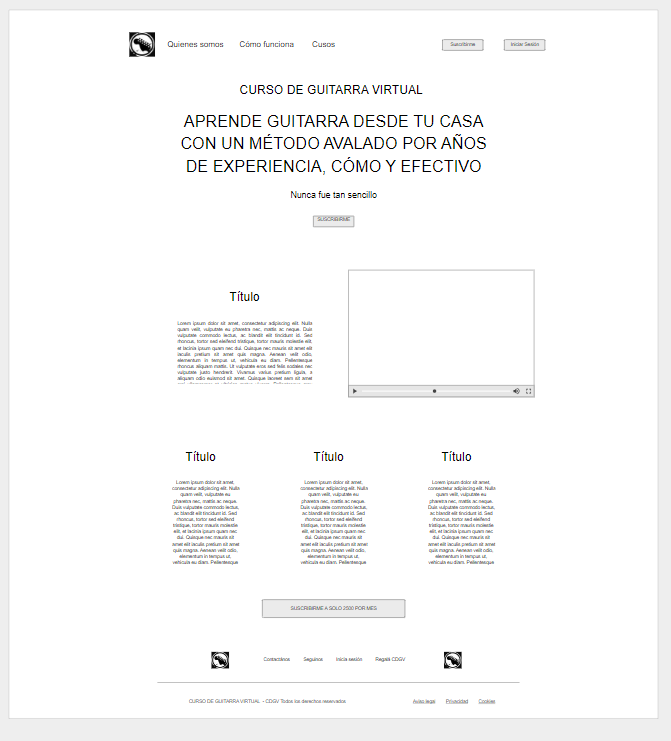 Quienes somos Cómo funciona Cusos Suscribirme Iniciar Sesión
CURSO DE GUITARRA VIRTUAL
APRENDE GUITARRA DESDE TU CASA
CON UN MÉTODO AVALADO POR AÑOS
DE EXPERIENCIA, CÓMO Y EFECTIVO
Nunca fue tan sencillo
SUSCRIBIRME
Título
Lorem ipsum dolor sit amet, consectetur adipiscing elit. Nulla
quam velit, vulputate eu pharetra nec, mattis ac neque. Duis
vulputate commodo lectus, ac blandit elit tincidunt id. Sed
rhoncus, tortor sed eleifend tristique, tortor mauris molestie elit,
et lacinia ipsum quam nec dui. Quisque nec mauris sit amet elit
iaculis pretium sit amet quis magna. Aenean velit odio,
elementum in tempus ut, vehicula eu diam. Pellentesque
rhoncus aliquam mattis. Ut vulputate eros sed felis sodales nec
vulputate justo hendrerit. Vivamus varius pretium ligula, a
aliquam odio euismod sit amet. Quisque laoreet sem sit amet
Título
Lorem ipsum dolor sit amet,
consectetur adipiscing elit. Nulla
quam velit, vulputate eu
pharetra nec, mattis ac neque.
Duis vulputate commodo lectus,
ac blandit elit tincidunt id. Sed
rhoncus, tortor sed eleifend
tristique, tortor mauris molestie
elit, et lacinia ipsum quam nec
dui. Quisque nec mauris sit
amet elit iaculis pretium sit amet
quis magna. Aenean velit odio,
elementum in tempus ut,
vehicula eu diam. Pellentesque
Título
Lorem ipsum dolor sit amet,
consectetur adipiscing elit. Nulla
quam velit, vulputate eu
pharetra nec, mattis ac neque.
Duis vulputate commodo lectus,
ac blandit elit tincidunt id. Sed
rhoncus, tortor sed eleifend
tristique, tortor mauris molestie
elit, et lacinia ipsum quam nec
dui. Quisque nec mauris sit
amet elit iaculis pretium sit amet
quis magna. Aenean velit odio,
elementum in tempus ut,
vehicula eu diam. Pellentesque
Título
Lorem ipsum dolor sit amet,
consectetur adipiscing elit. Nulla
quam velit, vulputate eu
pharetra nec, mattis ac neque.
Duis vulputate commodo lectus,
ac blandit elit tincidunt id. Sed
rhoncus, tortor sed eleifend
tristique, tortor mauris molestie
elit, et lacinia ipsum quam nec
dui. Quisque nec mauris sit
amet elit iaculis pretium sit amet
quis magna. Aenean velit odio,
elementum in tempus ut,
vehicula eu diam. Pellentesque
SUSCRIBIRME A SOLO 2500 POR MES
Contactános Seguinos Inicia sesión Regalá CDGV
CURSO DE GUITARRA VIRTUAL - CDGV Todos los derechos reservados Aviso legal Privacidad Cookies